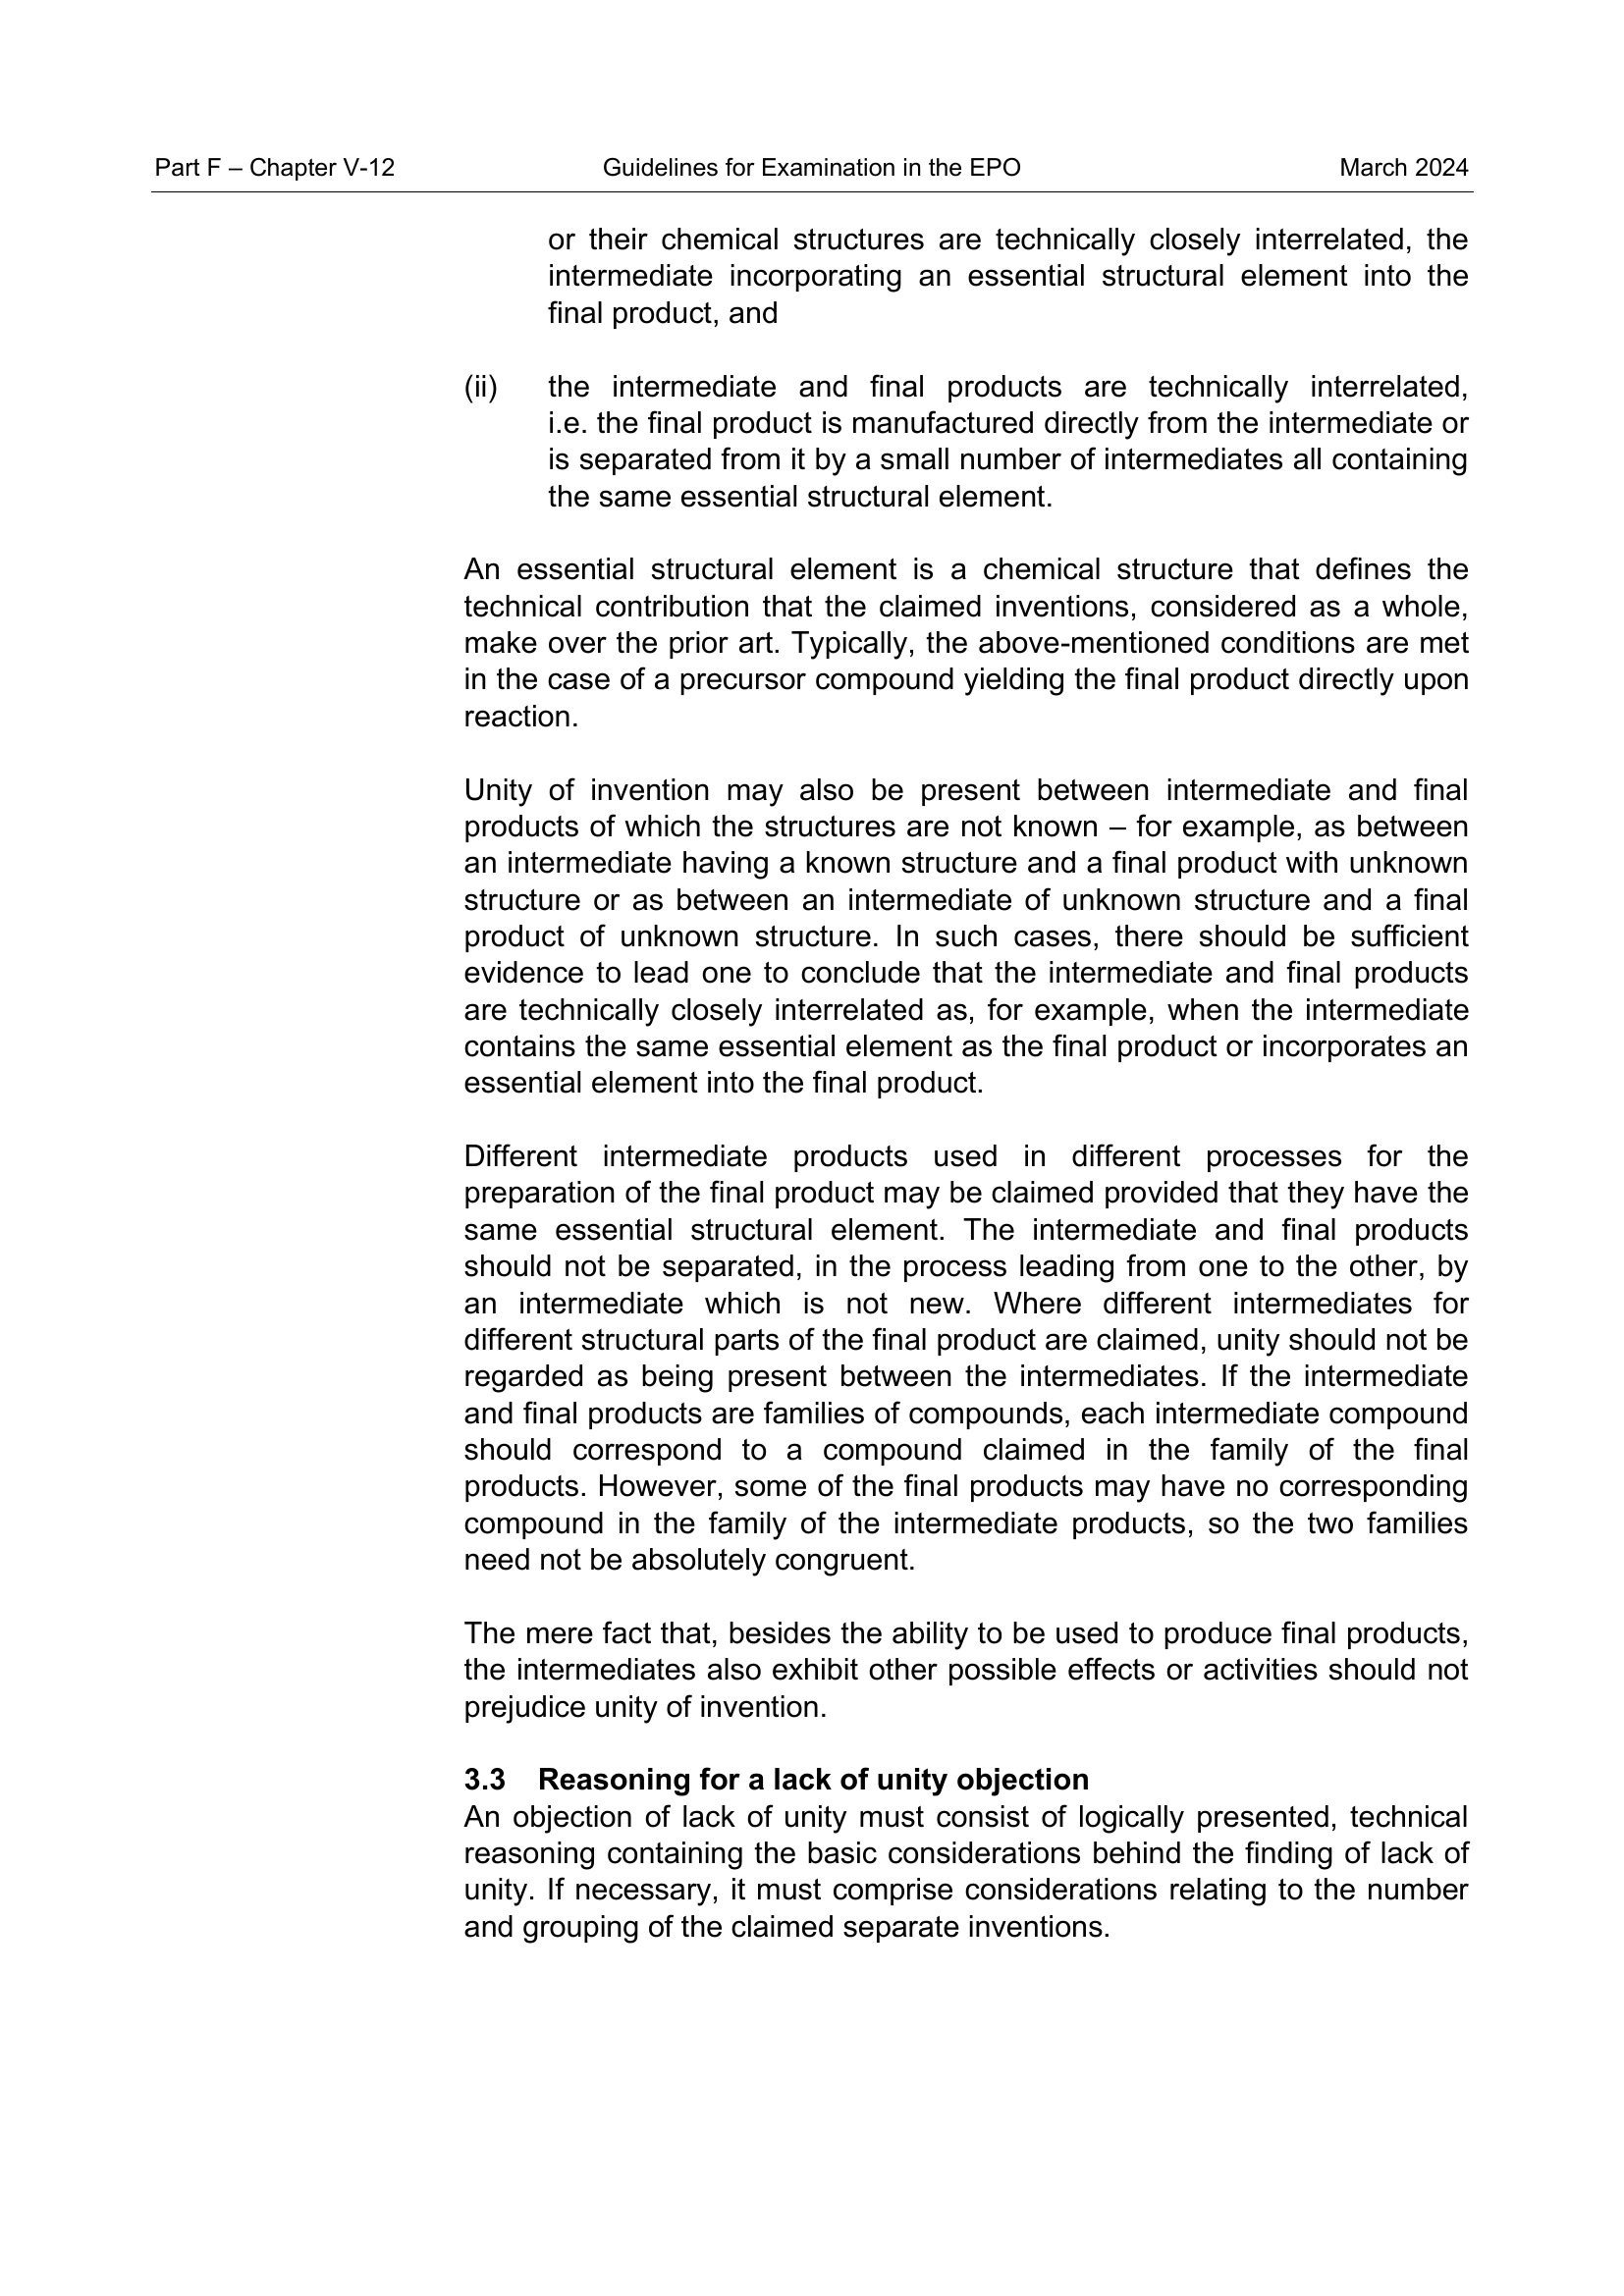 Part F – Chapter V-12 Guidelines for Examination in the EPO March 2024
or their chemical structures are technically closely interrelated, the
intermediate incorporating an essential structural element into the
final product, and
(ii) the intermediate and final products are technically interrelated,
i.e. the final product is manufactured directly from the intermediate or
is separated from it by a small number of intermediates all containing
the same essential structural element.
An essential structural element is a chemical structure that defines the
technical contribution that the claimed inventions, considered as a whole,
make over the prior art. Typically, the above-mentioned conditions are met
in the case of a precursor compound yielding the final product directly upon
reaction.
Unity of invention may also be present between intermediate and final
products of which the structures are not known – for example, as between
an intermediate having a known structure and a final product with unknown
structure or as between an intermediate of unknown structure and a final
product of unknown structure. In such cases, there should be sufficient
evidence to lead one to conclude that the intermediate and final products
are technically closely interrelated as, for example, when the intermediate
contains the same essential element as the final product or incorporates an
essential element into the final product.
Different intermediate products used in different processes for the
preparation of the final product may be claimed provided that they have the
same essential structural element. The intermediate and final products
should not be separated, in the process leading from one to the other, by
an intermediate which is not new. Where different intermediates for
different structural parts of the final product are claimed, unity should not be
regarded as being present between the intermediates. If the intermediate
and final products are families of compounds, each intermediate compound
should correspond to a compound claimed in the family of the final
products. However, some of the final products may have no corresponding
compound in the family of the intermediate products, so the two families
need not be absolutely congruent.
The mere fact that, besides the ability to be used to produce final products,
the intermediates also exhibit other possible effects or activities should not
prejudice unity of invention.
3.3 Reasoning for a lack of unity objection
An objection of lack of unity must consist of logically presented, technical
reasoning containing the basic considerations behind the finding of lack of
unity. If necessary, it must comprise considerations relating to the number
and grouping of the claimed separate inventions.